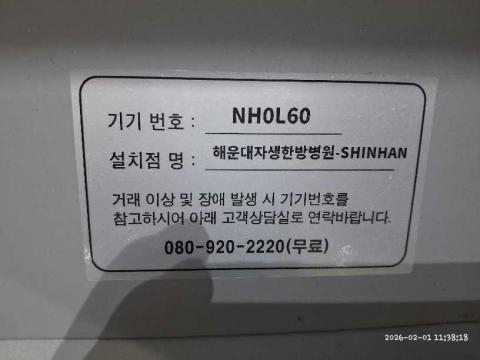 기기 번호 : NH0L60
설치점 명 : 해운대자생한방병원-SHINHAN
거래 이상 및 장애 발생 시 기기번호를
참고하시어 아래 고객상담실로 연락바랍니다.
080-920-2220(무료)
2026-02-01 11:38:18